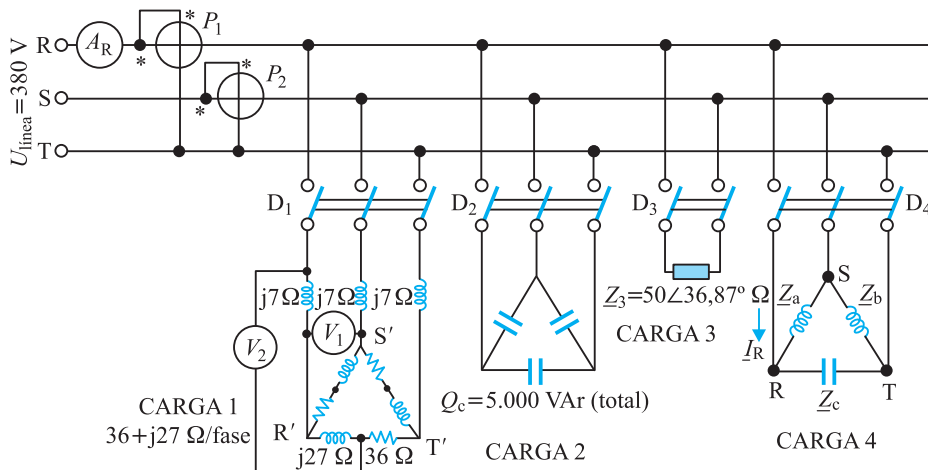 U_linea = 380 V
R
A_R
*
*
P_1
S
*
*
P_2
T
D_1
D_2
D_3
D_4
j7 Ω
j7 Ω
j7 Ω
V_2
V_1
S′
R′
T′
j27 Ω
36 Ω
CARGA 1
36+j27 Ω/fase
Q_c=5.000 VAr (total)
CARGA 2
Z_3=50∠36,87º Ω
CARGA 3
I_R
S
Z_a
Z_b
R
Z_c
T
CARGA 4